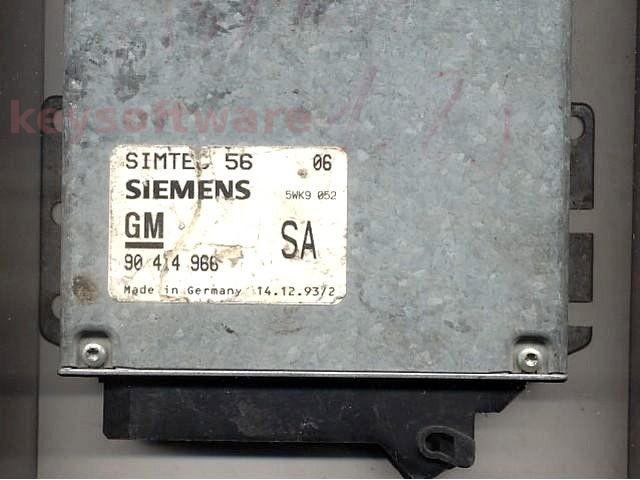 keysoftware
SIMTEC 56 06
SIEMENS 5WK9 052
GM SA
90 414 966
Made in Germany 14.12.93/2